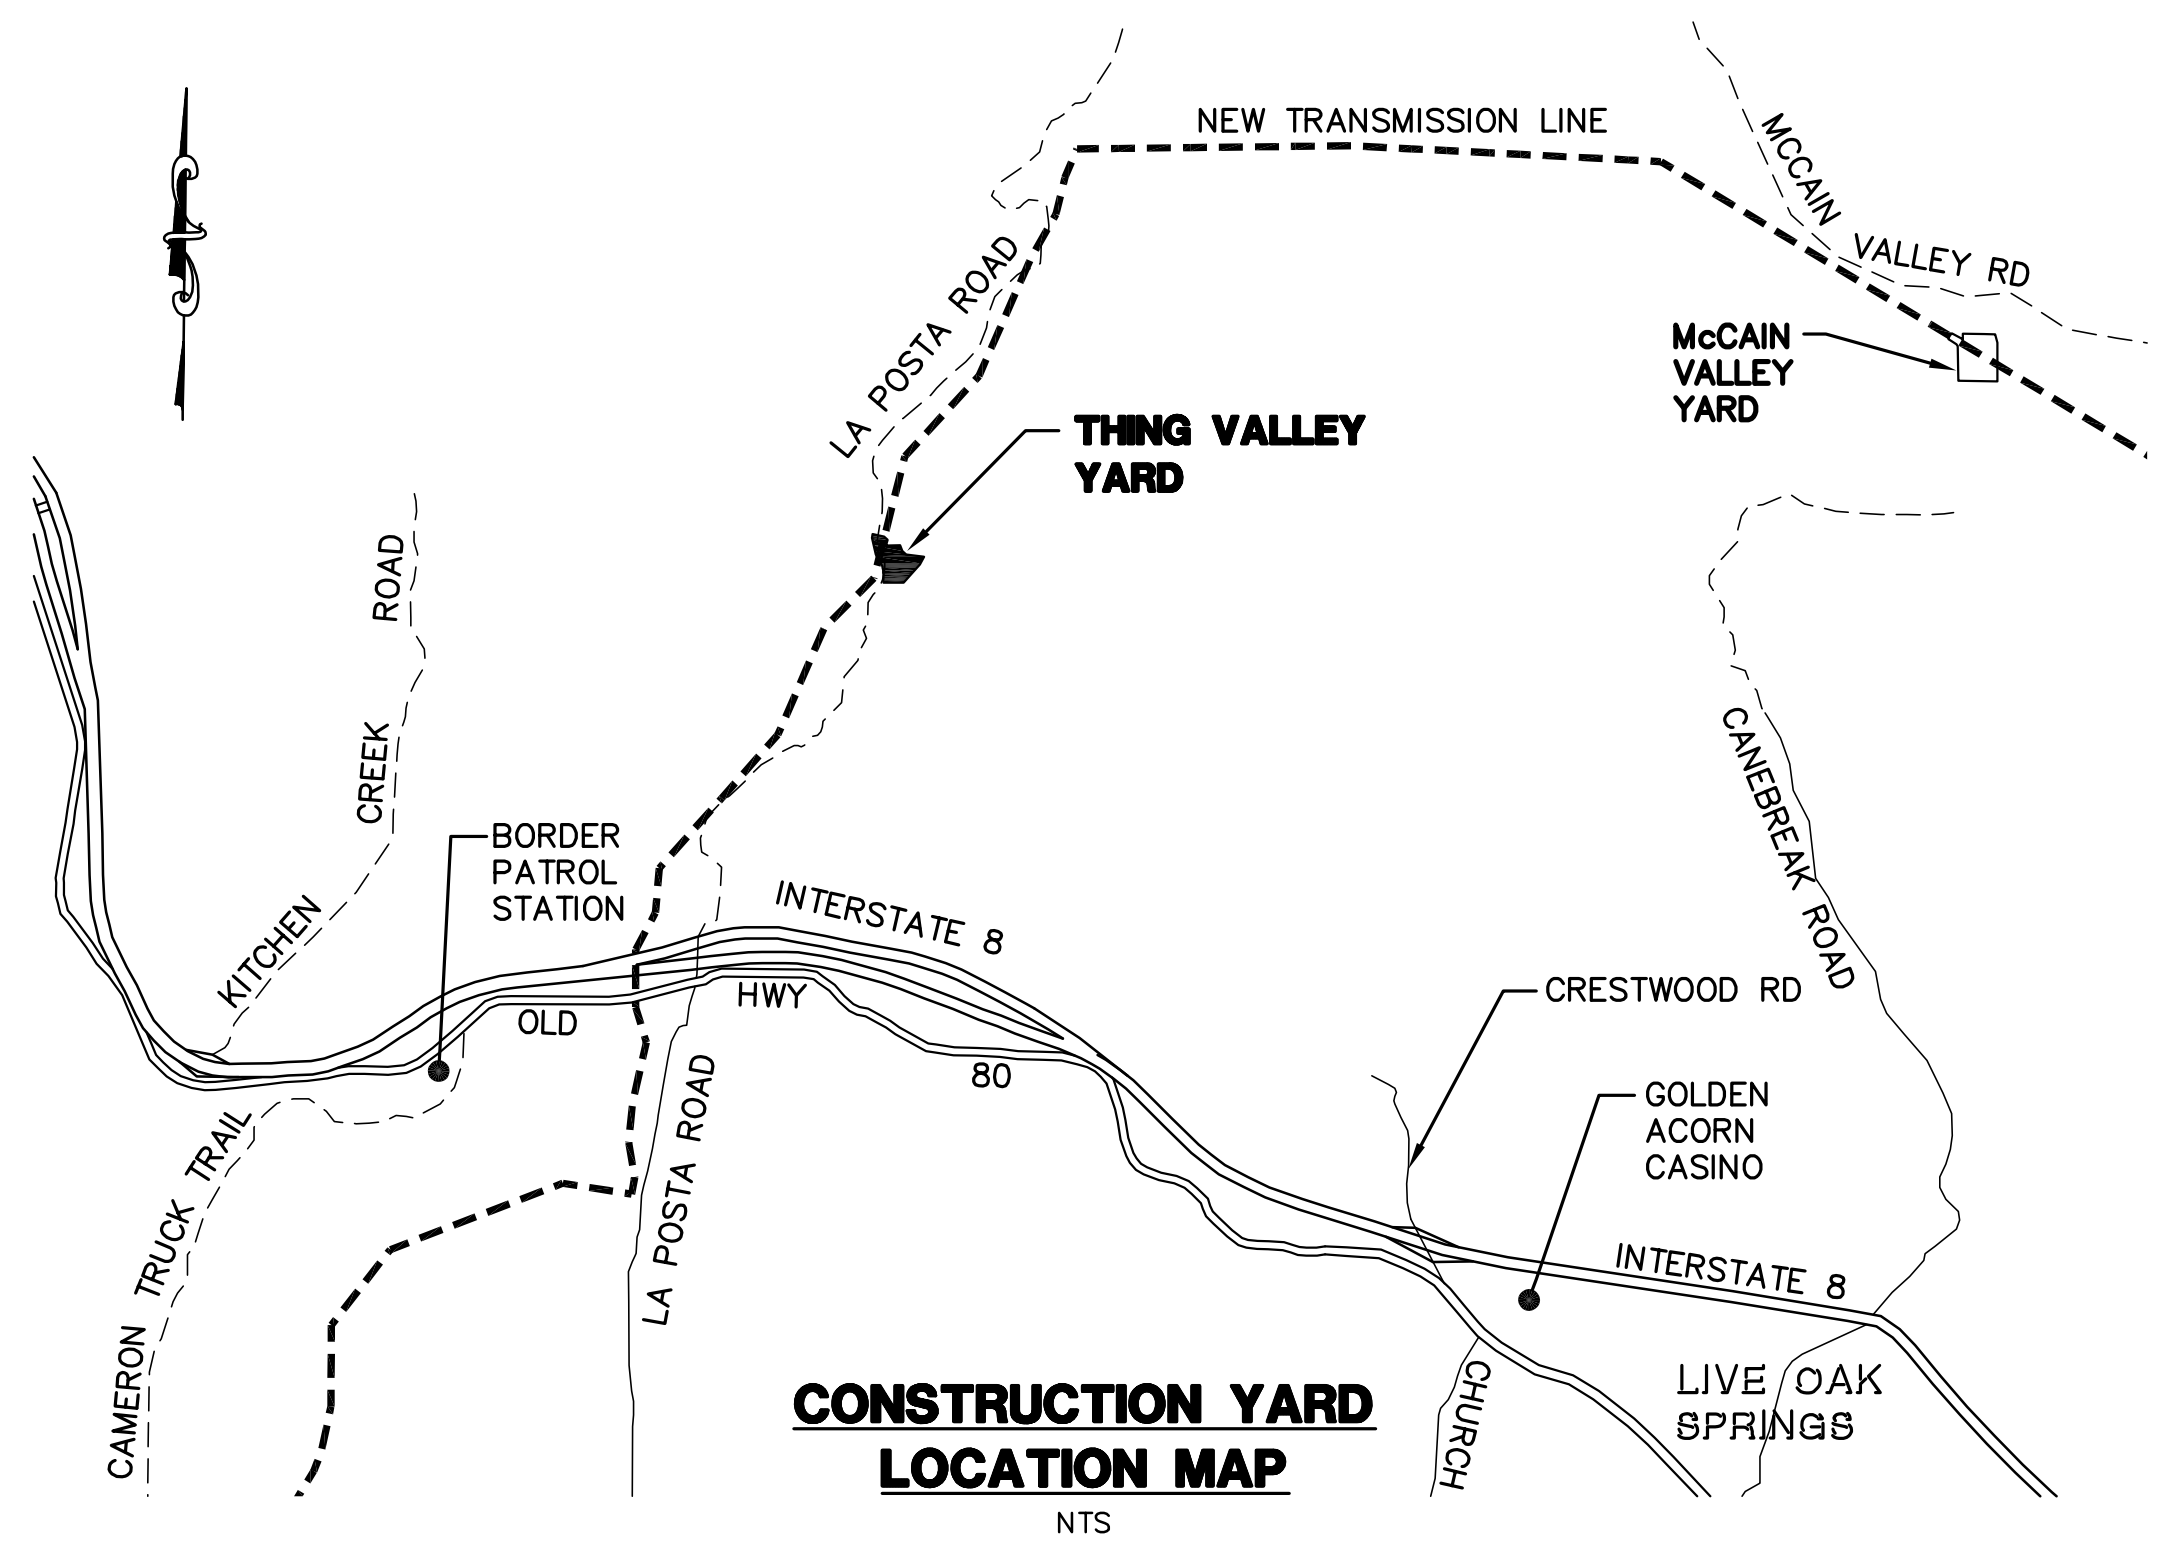 NEW TRANSMISSION LINE
MCCAIN VALLEY RD
McCAIN
VALLEY
YARD
LA POSTA ROAD
THING VALLEY
YARD
KITCHEN CREEK ROAD
CANEBREAK ROAD
BORDER
PATROL
STATION
INTERSTATE 8
OLD HWY 80
CRESTWOOD RD
GOLDEN
ACORN
CASINO
LA POSTA ROAD
CAMERON TRUCK TRAIL
INTERSTATE 8
LIVE OAK
SPRINGS
CHURCH
CONSTRUCTION YARD
LOCATION MAP
NTS